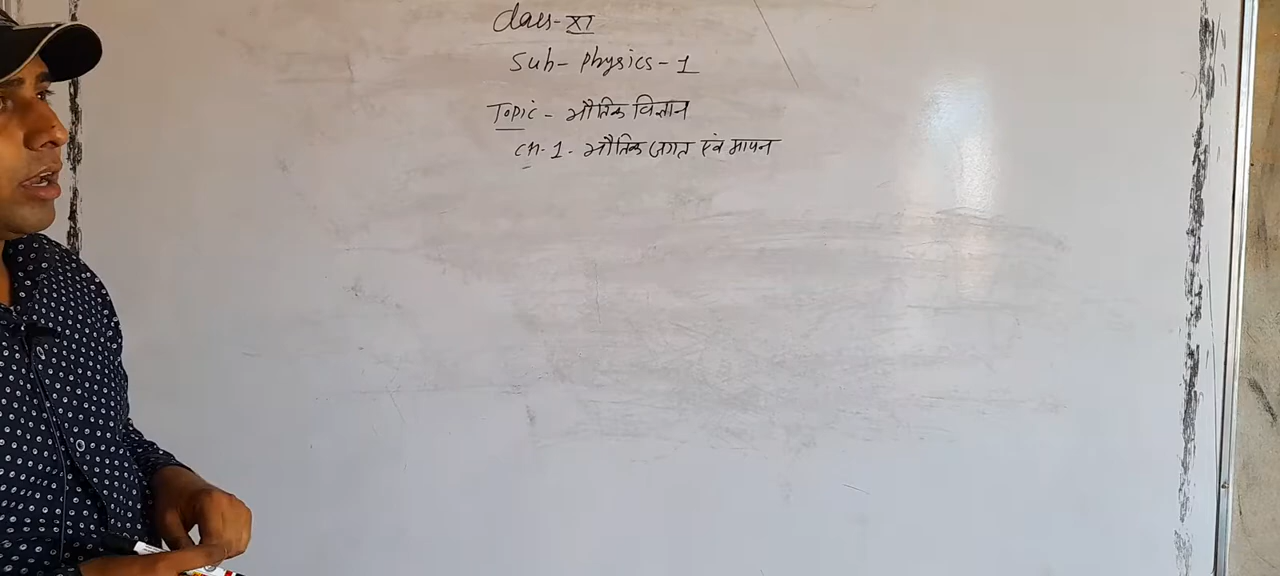 Class-XI
Sub- Physics-1
Topic - भौतिक विज्ञान
CH-1. भौतिक जगत एवं मापन